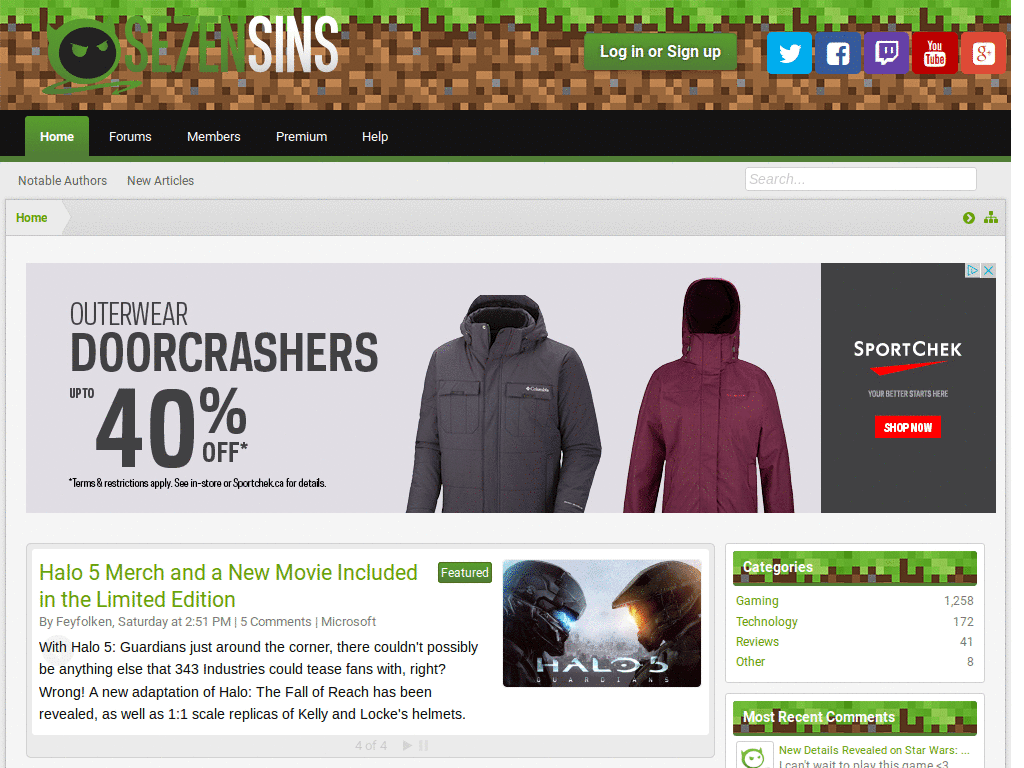 SE7ENSINS
Log in or Sign up
You
Tube
g+
Home
Forums
Members
Premium
Help
Notable Authors
New Articles
Search...
Home
OUTERWEAR
DOORCRASHERS
UP TO
40%
OFF*
*Terms & restrictions apply. See in-store or Sportchek.ca for details.
Columbia
SPORTCHEK
YOUR BETTER STARTS HERE
SHOP NOW
Halo 5 Merch and a New Movie Included
in the Limited Edition
Featured
By Feyfolken, Saturday at 2:51 PM | 5 Comments | Microsoft
With Halo 5: Guardians just around the corner, there couldn't possibly
be anything else that 343 Industries could tease fans with, right?
Wrong! A new adaptation of Halo: The Fall of Reach has been
revealed, as well as 1:1 scale replicas of Kelly and Locke's helmets.
HALO 5
GUARDIANS
4 of 4
Categories
Gaming 1,258
Technology 172
Reviews 41
Other 8
Most Recent Comments
New Details Revealed on Star Wars: ...
I can't wait to play this game <3